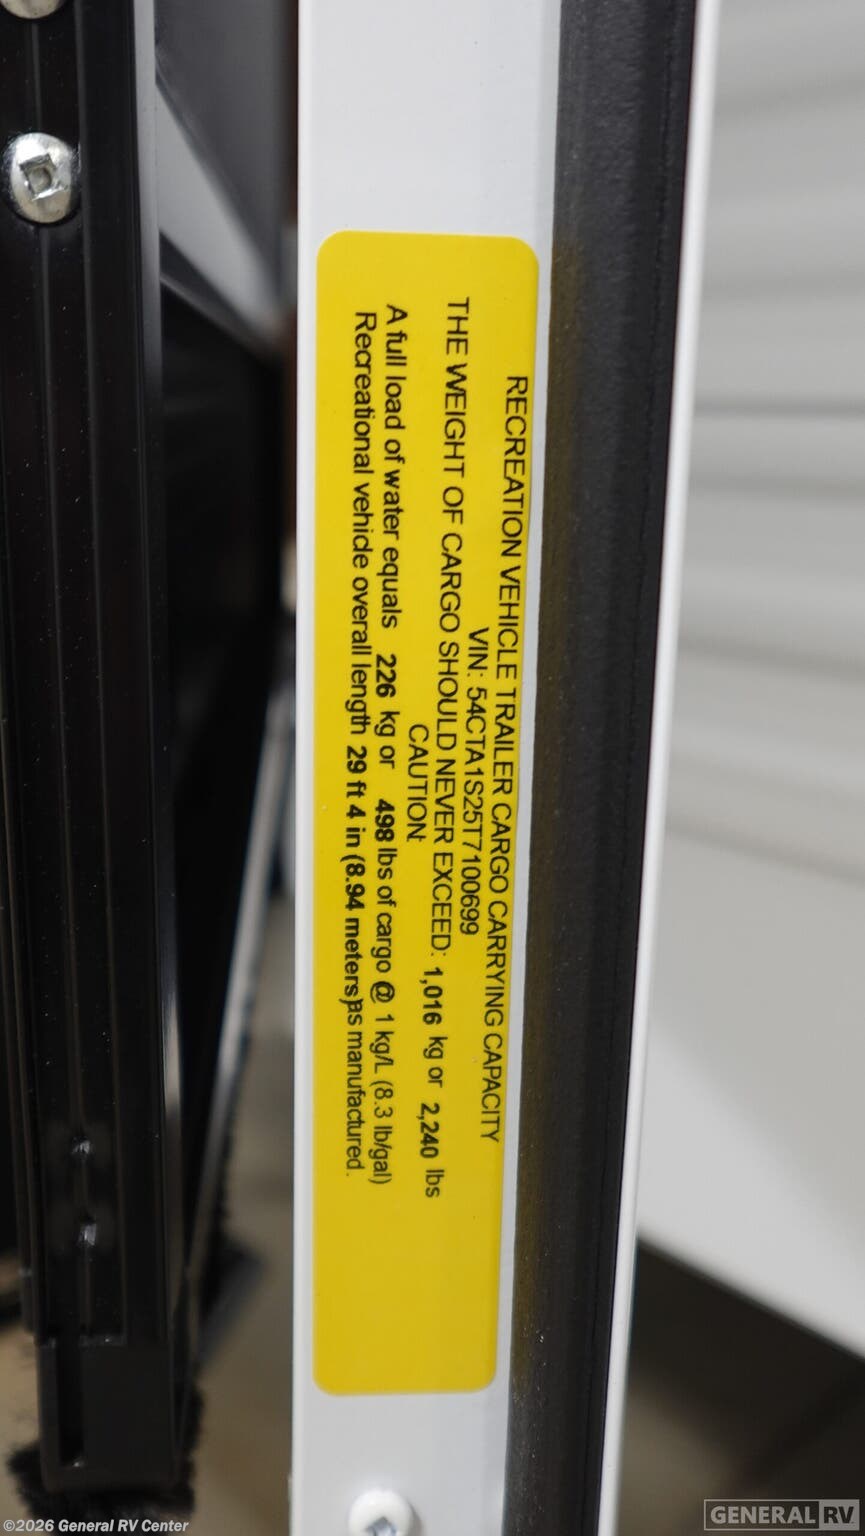 RECREATION VEHICLE TRAILER CARGO CARRYING CAPACITY
VIN: 54CTA1S25T7100699
THE WEIGHT OF CARGO SHOULD NEVER EXCEED: 1,016 kg or 2,240 lbs
CAUTION:
A full load of water equals 226 kg or 498 lbs of cargo @ 1 kg/L (8.3 lb/gal)
Recreational vehicle overall length 29 ft 4 in (8.94 meters)as manufactured.
©2026 General RV Center
GENERAL RV